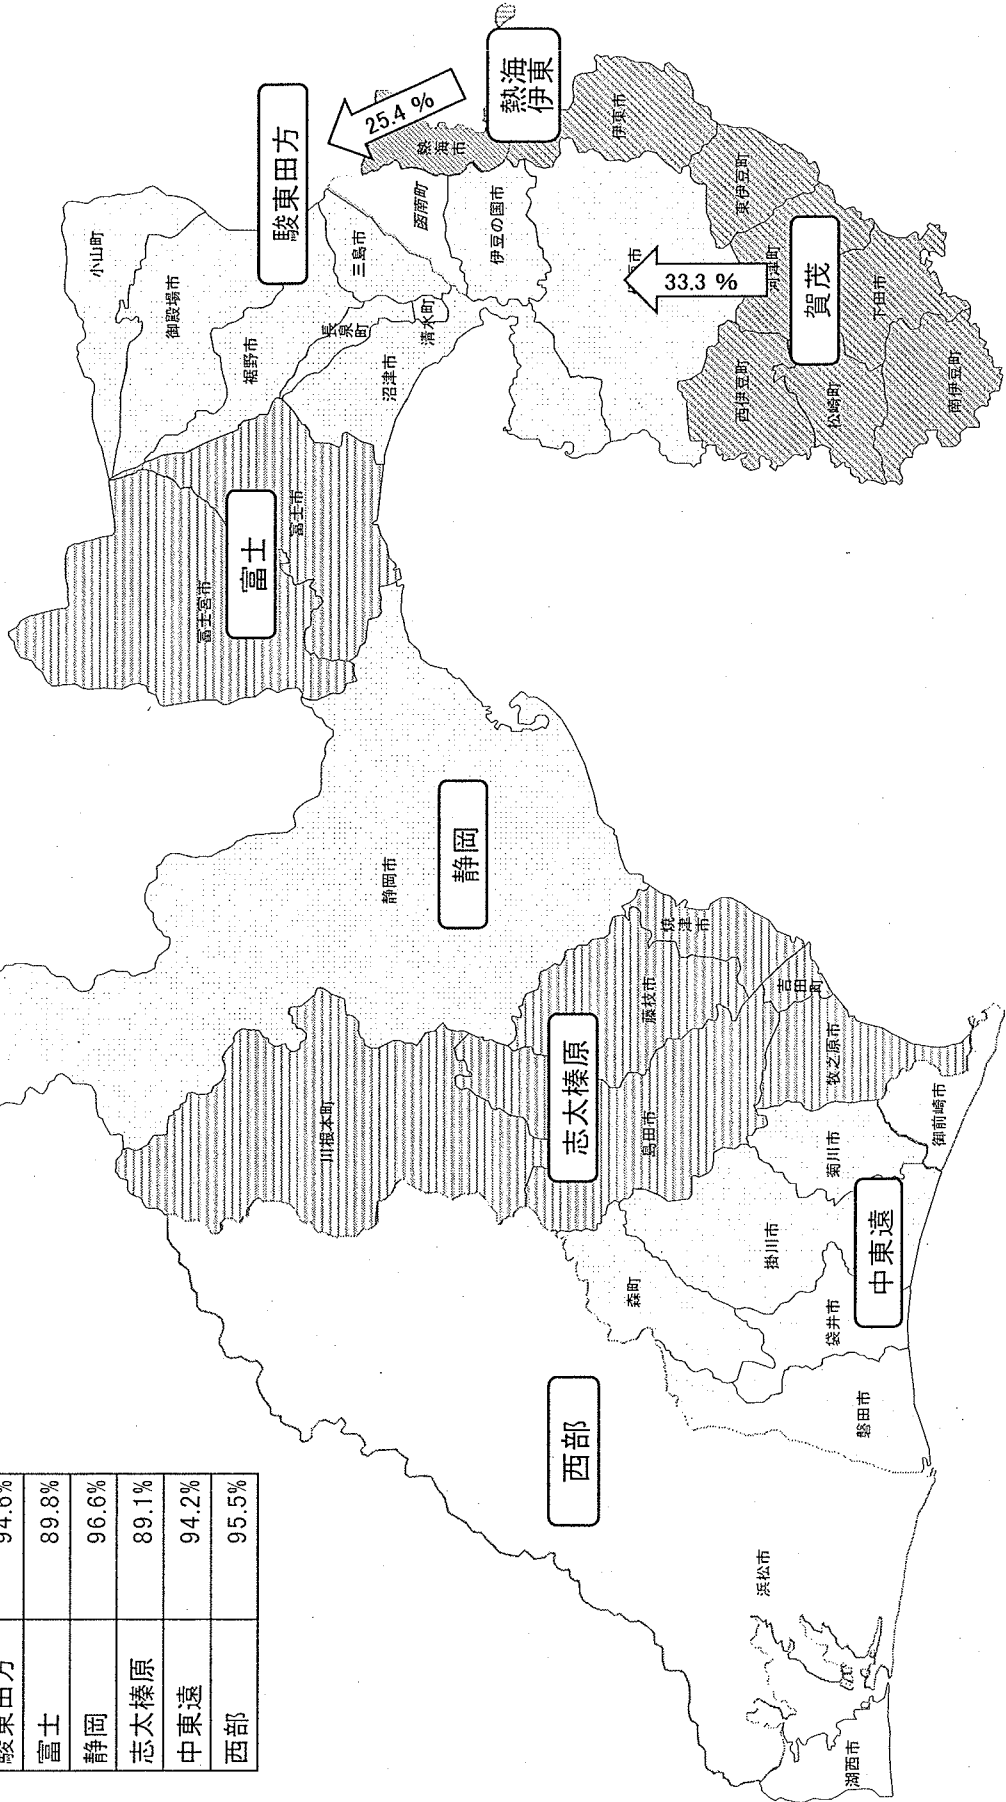 駿東田方 94.6%
富士 89.8%
静岡 96.6%
志太榛原 89.1%
中東遠 94.2%
西部 95.5%
駿東田方
熱海
伊東
25.4 %
33.3 %
賀茂
富士
静岡
志太榛原
中東遠
西部
小山町
御殿場市
裾野市
長泉
町
三島市
清水町
沼津市
函南町
伊豆の国市
熱海市
伊東市
東伊豆町
河津町
下田市
西伊豆町
松崎町
南伊豆町
富士市
富士宮市
静岡市
川根本町
藤枝市
焼津市
島田市
吉田町
牧之原市
御前崎市
菊川市
掛川市
森町
袋井市
磐田市
浜松市
湖西市